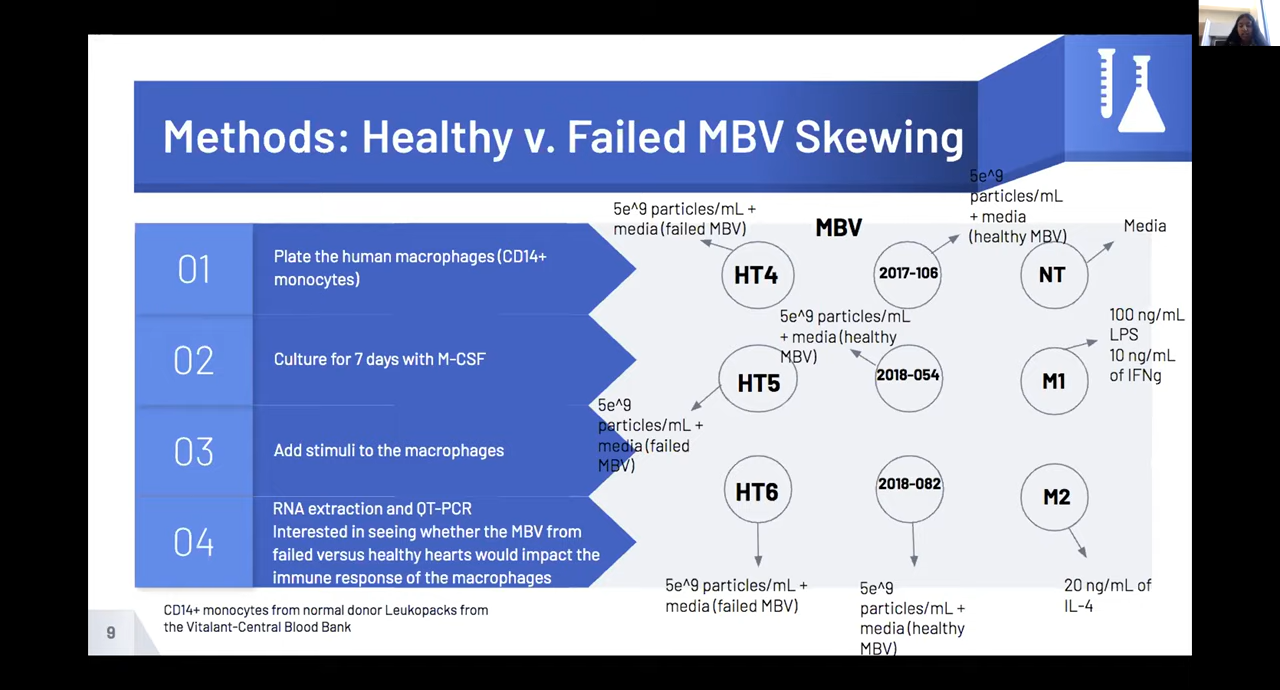 Methods: Healthy v. Failed MBV Skewing
01
Plate the human macrophages (CD14+
monocytes)
02
Culture for 7 days with M-CSF
03
Add stimuli to the macrophages
04
RNA extraction and QT-PCR
Interested in seeing whether the MBV from
failed versus healthy hearts would impact the
immune response of the macrophages
CD14+ monocytes from normal donor Leukopacks from
the Vitalant-Central Blood Bank
9
MBV
5e^9 particles/mL +
media (failed MBV)
HT4
5e^9
particles/mL
+ media
(healthy MBV)
2017-106
Media
NT
HT5
5e^9
particles/mL +
media (failed
MBV)
5e^9 particles/mL
+ media (healthy
MBV)
2018-054
100 ng/mL
LPS
10 ng/mL
of IFNg
M1
HT6
5e^9 particles/mL +
media (failed MBV)
2018-082
5e^9
particles/mL +
media (healthy
MBV)
M2
20 ng/mL of
IL-4